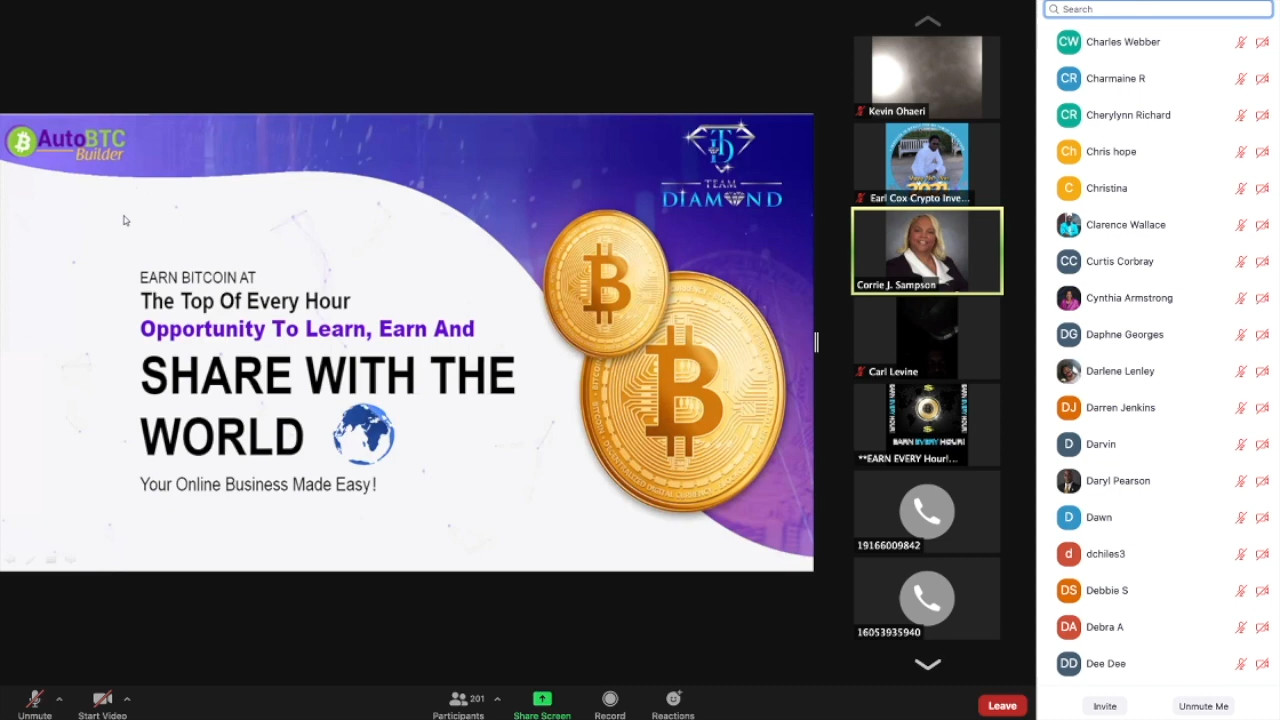 AutoBTC
Builder
TEAM
DIAMOND
EARN BITCOIN AT
The Top Of Every Hour
Opportunity To Learn, Earn And
SHARE WITH THE
WORLD
Your Online Business Made Easy!
Kevin Ohaeri
Earl Cox Crypto Inve...
Corrie J. Sampson
Carl Levine
EARN EVERY HOUR!
**EARN EVERY Hour!...
19166009842
16053935940
Search
CW Charles Webber
CR Charmaine R
CR Cherylynn Richard
Ch Chris hope
C Christina
Clarence Wallace
CC Curtis Corbray
Cynthia Armstrong
DG Daphne Georges
Darlene Lenley
DJ Darren Jenkins
D Darvin
Daryl Pearson
D Dawn
d dchiles3
DS Debbie S
DA Debra A
DD Dee Dee
Invite
Unmute Me
Unmute
Start Video
201
Participants
Share Screen
Record
Reactions
Leave